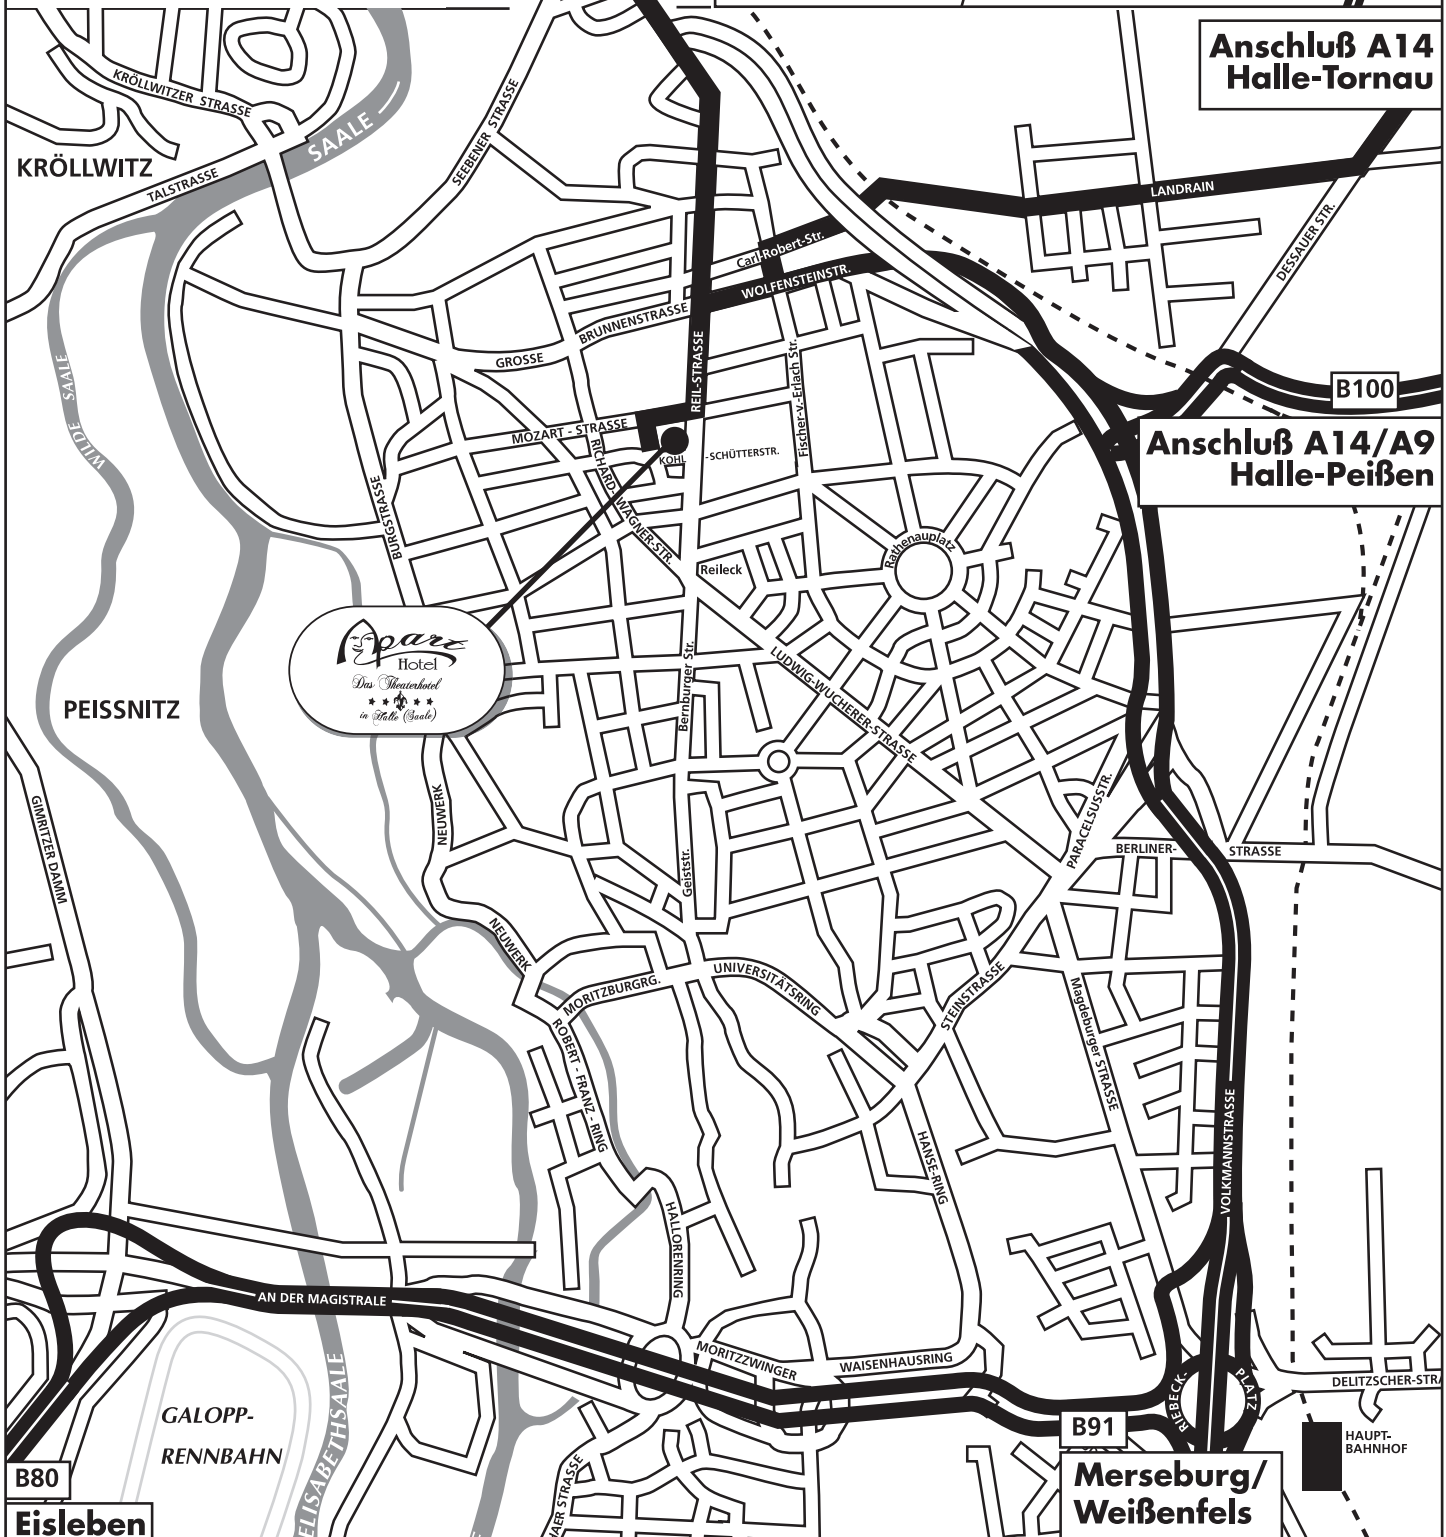 Anschluß A14
Halle-Tornau
KRÖLLWITZER STRASSE
SAALE
KRÖLLWITZ
TALSTRASSE
SEEBENER STRASSE
LANDRAIN
DESSAUER STR.
Carl-Robert-Str.
WOLFENSTEINSTR.
GROSSE BRUNNENSTRASSE
REIL-STRASSE
Fischer-v.-Erlach Str.
WILDE SAALE
B100
MOZART - STRASSE
KOHL -SCHÜTTERSTR.
RICHARD- WAGNER-STR.
Anschluß A14/A9
Halle-Peißen
BURGSTRASSE
Rathenauplatz
Reileck
Apart
Hotel
Das Theaterhotel
in Halle (Saale)
PEISSNITZ
Bernburger Str.
LUDWIG-WUCHERER-STRASSE
GIMRITZER DAMM
NEUWERK
PARACELSUSSTR.
BERLINER- STRASSE
Geiststr.
NEUWERK
MORITZBURGRG.
UNIVERSITÄTSRING
STEINSTRASSE
Magdeburger STRASSE
ROBERT - FRANZ - RING
HANSE-RING
VOLKMANNSTRASSE
HALLORENRING
AN DER MAGISTRALE
MORITZZWINGER
WAISENHAUSRING
RIEBECK- PLATZ
DELITZSCHER-STRA
GALOPP-
RENNBAHN
ELISABETHSAALE
B91
HAUPT-
BAHNHOF
B80
Merseburg/
Weißenfels
Eisleben
HAER STRASSE